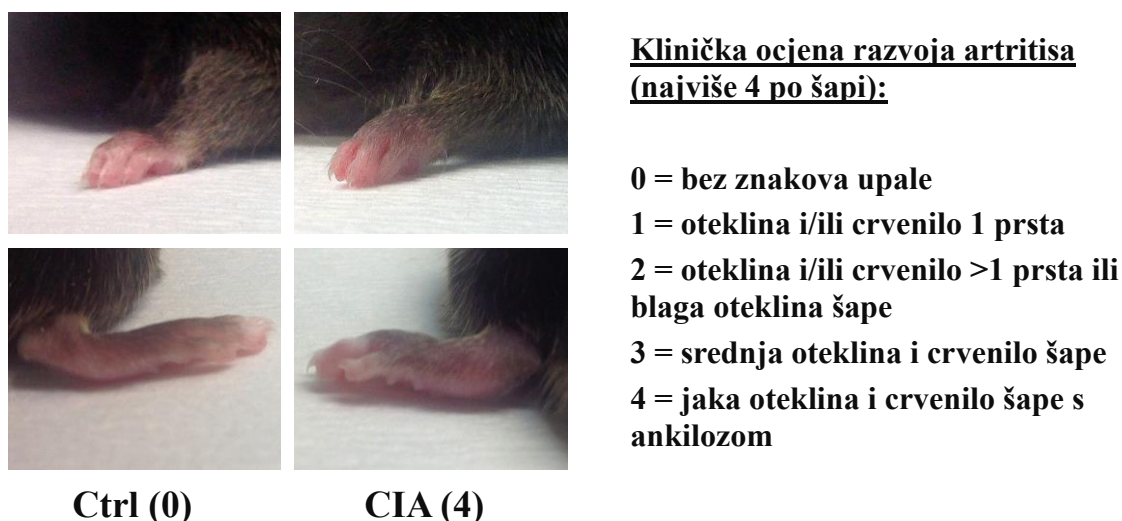 Klinička ocjena razvoja artritisa
(najviše 4 po šapi):
0 = bez znakova upale
1 = oteklina i/ili crvenilo 1 prsta
2 = oteklina i/ili crvenilo >1 prsta ili
blaga oteklina šape
3 = srednja oteklina i crvenilo šape
4 = jaka oteklina i crvenilo šape s
ankilozom
Ctrl (0)
CIA (4)